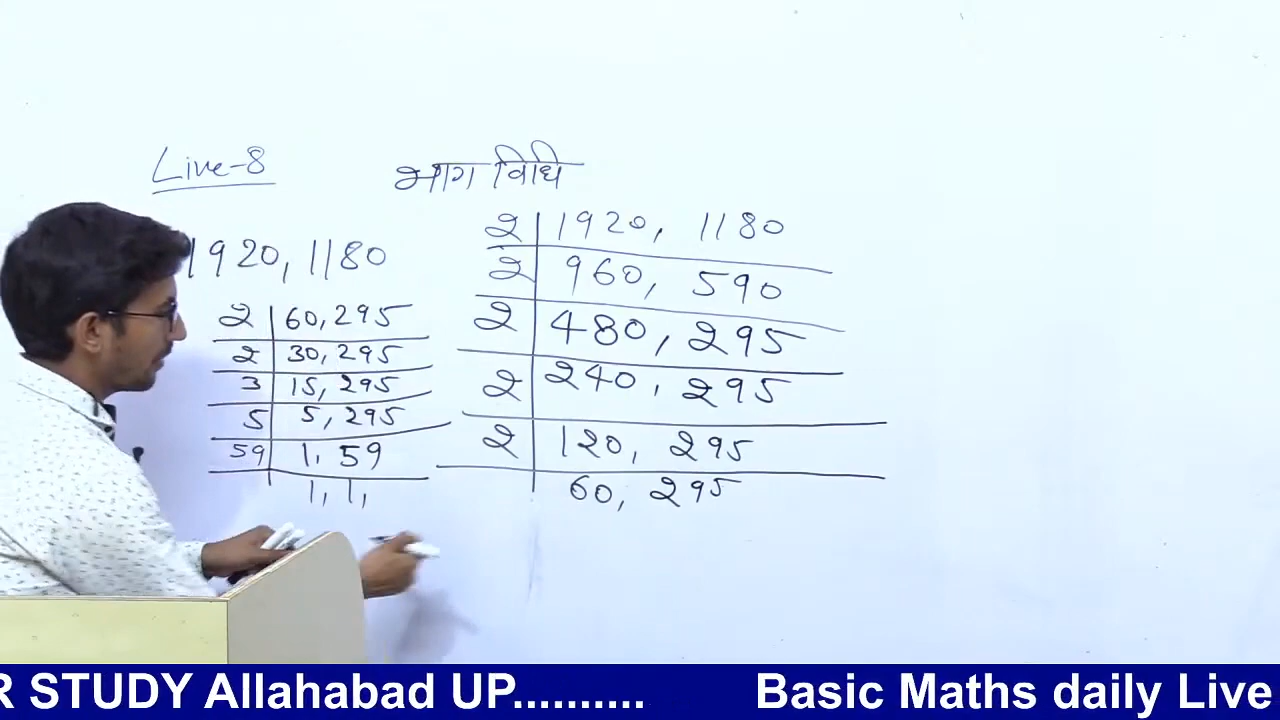 Live-8
भाग विधि
1920, 1180
2 | 60, 295
2 | 30, 295
3 | 15, 295
5 | 5, 295
59 | 1, 59
1, 1,
2 | 1920, 1180
2 | 960, 590
2 | 480, 295
2 | 240, 295
2 | 120, 295
60, 295
R STUDY Allahabad UP.......... Basic Maths daily Live